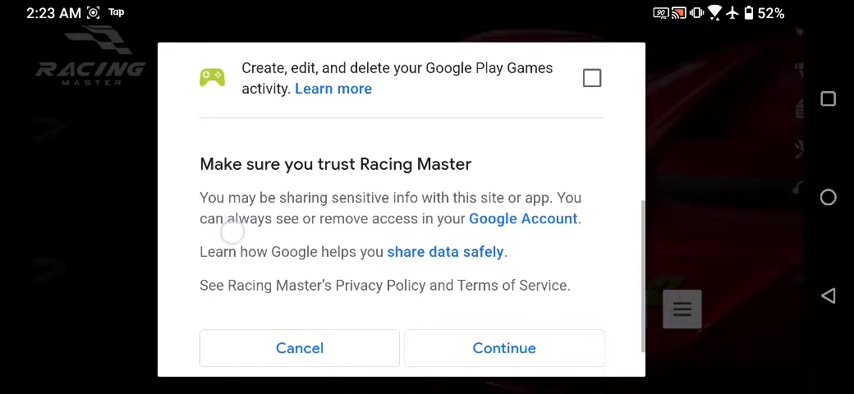 2:23 AM Tap
90 52%
RACING
MASTER
Create, edit, and delete your Google Play Games
activity. Learn more
Make sure you trust Racing Master
You may be sharing sensitive info with this site or app. You
can always see or remove access in your Google Account.
Learn how Google helps you share data safely.
See Racing Master's Privacy Policy and Terms of Service.
Cancel Continue